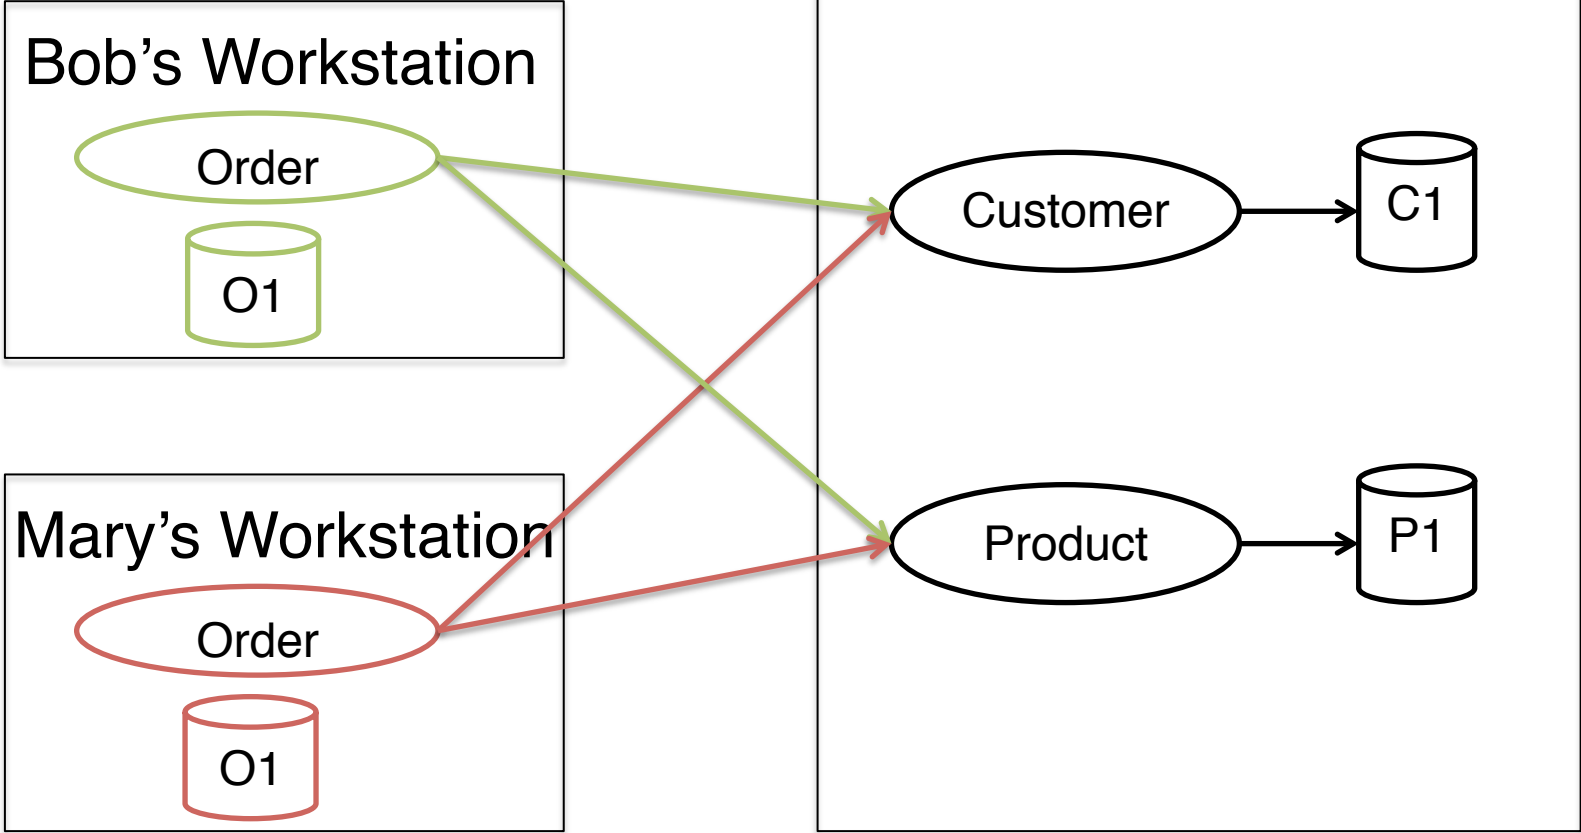 Bob’s Workstation
Order
O1
Mary’s Workstation
Order
O1
Customer
C1
Product
P1